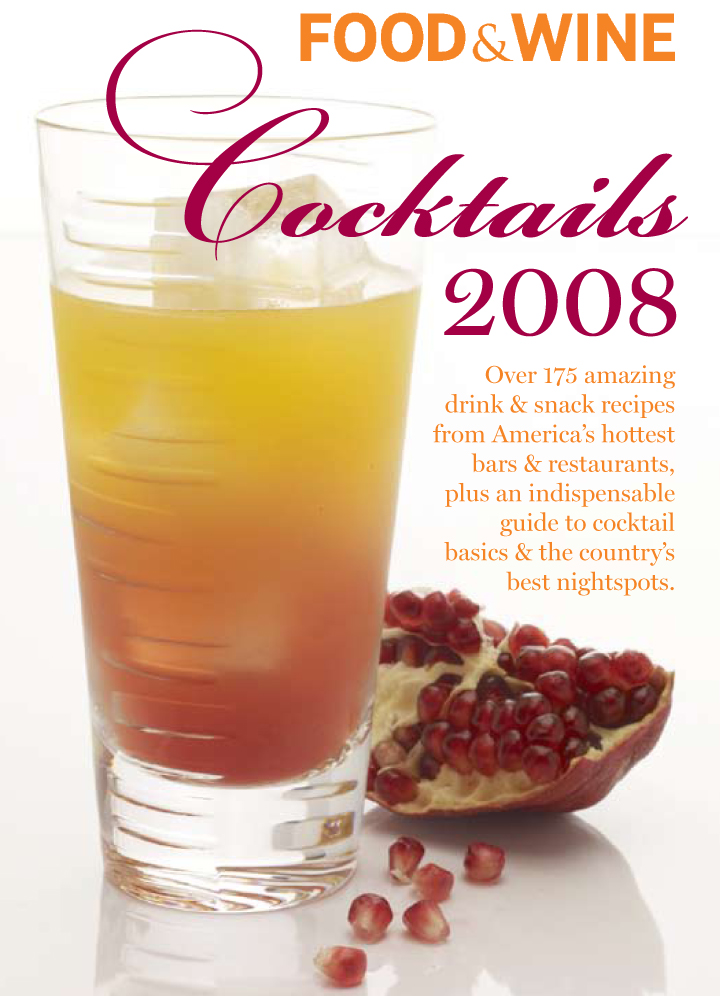 FOOD&WINE
Cocktails
2008
Over 175 amazing
drink & snack recipes
from America's hottest
bars & restaurants,
plus an indispensable
guide to cocktail
basics & the country's
best nightspots.